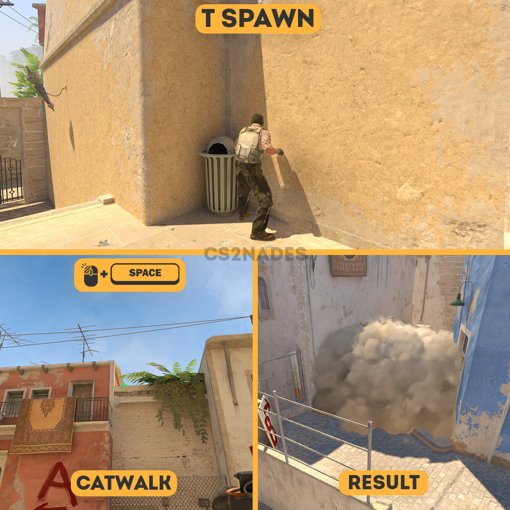 T SPAWN
CS2NADES
+ SPACE
A
CATWALK
RESULT